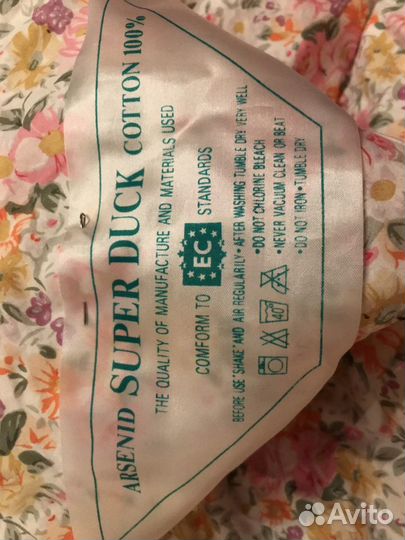 ARSENID SUPER DUCK COTTON 100%
THE QUALITY OF MANUFACTURE AND MATERIALS USED
COMFORM TO EC STANDARDS
BEFORE USE SHAKE AND AIR REGULARLY • AFTER WASHING TUMBLE DRY VERY WELL
• DO NOT CHLORINE BLEACH
• NEVER VACUUM CLEAN OR BEAT
40°
• DO NOT IRON • TUMBLE DRY
Avito